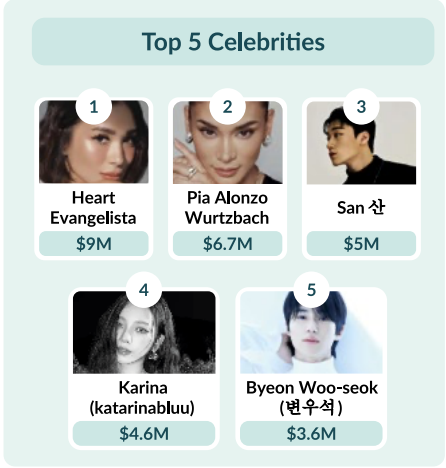 Top 5 Celebrities
1
Heart
Evangelista
$9M
2
Pia Alonzo
Wurtzbach
$6.7M
3
San 산
$5M
4
Karina
(katarinabluu)
$4.6M
5
Byeon Woo-seok
(변우석)
$3.6M